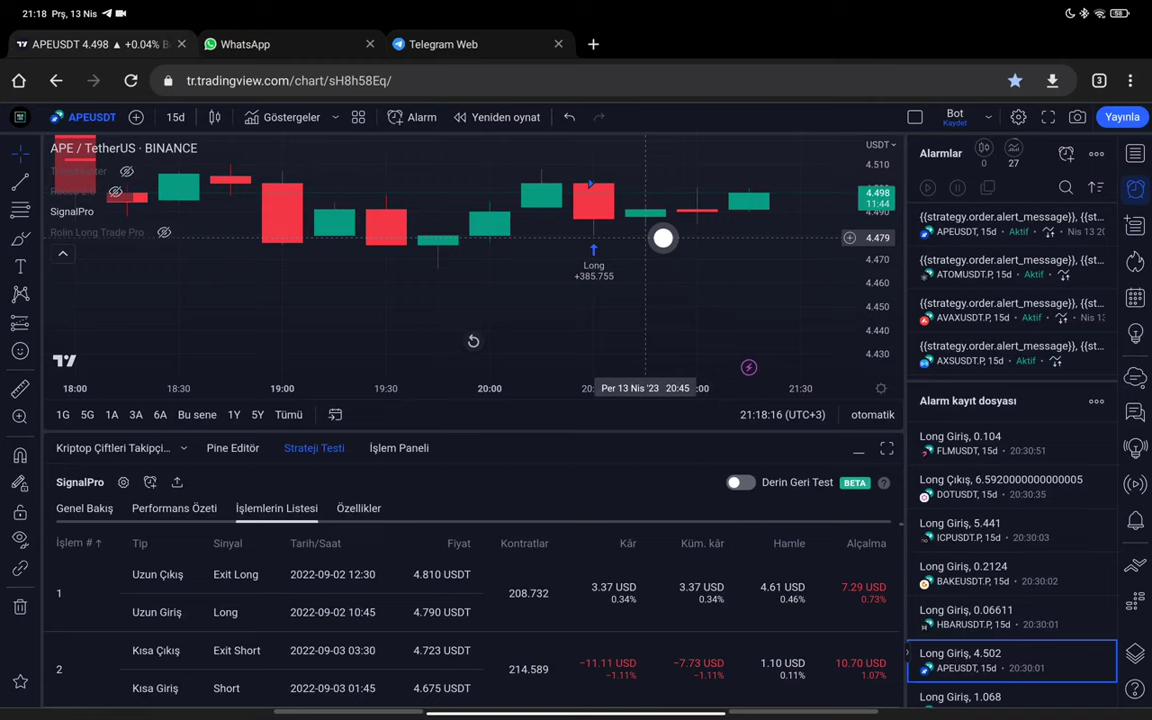 21:18 Prş, 13 Nis
58
APEUSDT 4.498 ▲ +0.04% B
WhatsApp
Telegram Web
tr.tradingview.com/chart/sH8h58Eq/
3
APEUSDT
15d
Göstergeler
Alarm
Yeniden oynat
Bot
Kaydet
Yayınla
APE / TetherUS · BINANCE
SignalPro
Rolin Long Trade Pro
USDT
4.510
4.498
11:44
4.490
4.479
4.470
4.460
4.450
4.440
4.430
Long
+385.755
18:00
18:30
19:00
19:30
20:00
20:
Per 13 Nis '23 20:45
:00
21:30
1G
5G
1A
3A
6A
Bu sene
1Y
5Y
Tümü
21:18:16 (UTC+3)
otomatik
Kriptop Çiftleri Takipçi...
Pine Editör
Strateji Testi
İşlem Paneli
SignalPro
Derin Geri Test
BETA
Genel Bakış
Performans Özeti
İşlemlerin Listesi
Özellikler
İşlem # ↑
Tip
Sinyal
Tarih/Saat
Fiyat
Kontratlar
Kâr
Küm. kâr
Hamle
Alçalma
1
Uzun Çıkış
Exit Long
2022-09-02 12:30
4.810 USDT
Uzun Giriş
Long
2022-09-02 10:45
4.790 USDT
208.732
3.37 USD
0.34%
3.37 USD
0.34%
4.61 USD
0.46%
7.29 USD
0.73%
2
Kısa Çıkış
Exit Short
2022-09-03 03:30
4.723 USDT
Kısa Giriş
Short
2022-09-03 01:45
4.675 USDT
214.589
−11.11 USD
−1.11%
−7.73 USD
−1.11%
1.10 USD
0.11%
10.70 USD
1.07%
Alarmlar
0
27
{{strategy.order.alert_message}}, {{st...
APEUSDT, 15d • Aktif Nis 13 20
{{strategy.order.alert_message}}, {{st...
ATOMUSDT.P, 15d • Aktif
{{strategy.order.alert_message}}, {{st...
AVAXUSDT.P, 15d • Aktif Nis 13
{{strategy.order.alert_message}}, {{st...
AXSUSDT.P, 15d • Aktif
Alarm kayıt dosyası
Long Giriş, 0.104
FLMUSDT, 15d • 20:30:51
Long Çıkış, 6.5920000000000005
DOTUSDT, 15d • 20:30:35
Long Giriş, 5.441
ICPUSDT.P, 15d • 20:30:03
Long Giriş, 0.2124
BAKEUSDT.P, 15d • 20:30:02
Long Giriş, 0.06611
HBARUSDT.P, 15d • 20:30:01
Long Giriş, 4.502
APEUSDT, 15d • 20:30:01
Long Giriş, 1.068